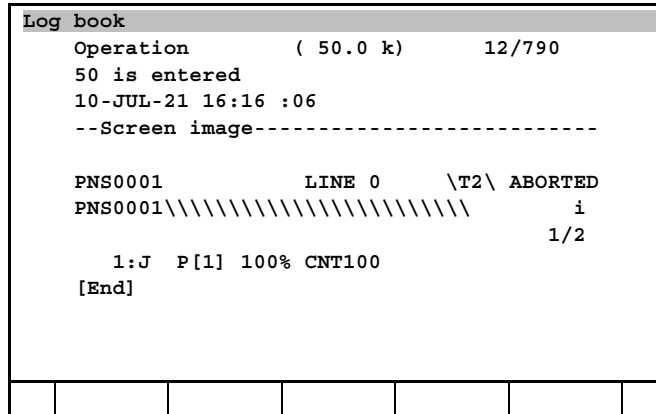 Log book
Operation ( 50.0 k) 12/790
50 is entered
10-JUL-21 16:16 :06
--Screen image---------------------------
PNS0001 LINE 0 \T2\ ABORTED
PNS0001\\\\\\\\\\\\\\\\\\\\\\\\ i
1/2
1:J P[1] 100% CNT100
[End]